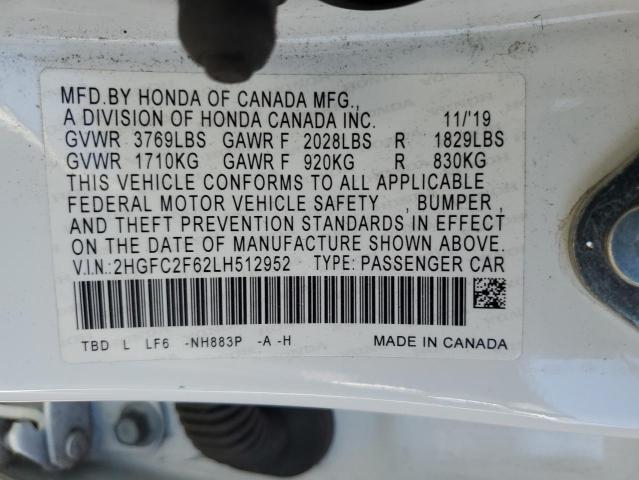 MFD.BY HONDA OF CANADA MFG.,
A DIVISION OF HONDA CANADA INC. 11/'19
GVWR 3769LBS GAWR F 2028LBS R 1829LBS
GVWR 1710KG GAWR F 920KG R 830KG
THIS VEHICLE CONFORMS TO ALL APPLICABLE
FEDERAL MOTOR VEHICLE SAFETY , BUMPER ,
AND THEFT PREVENTION STANDARDS IN EFFECT
ON DATE OF MANUFACTURE SHOWN ABOVE.
V.I.N.:2HGFC2F62LH512952 TYPE: PASSENGER CAR
TBD L LF6 -NH883P -A -H MADE IN CANADA